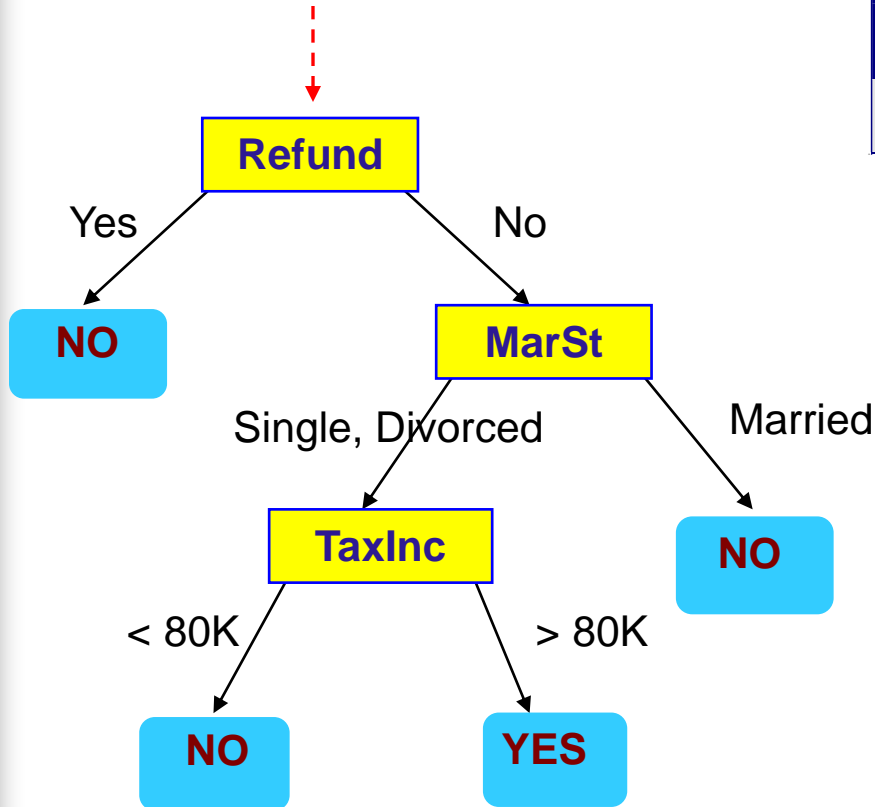 Refund
Yes
No
NO
MarSt
Single, Divorced
Married
TaxInc
NO
< 80K
> 80K
NO
YES